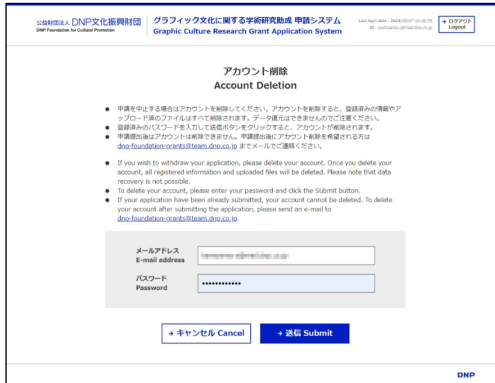 公益財団法人 DNP文化振興財団
DNP Foundation for Cultural Promotion
グラフィック文化に関する学術研究助成 申請システム
Graphic Culture Research Grant Application System
Last login date : 2024/
ID :
→ ログアウト
Logout
アカウント削除
Account Deletion
● 申請を中止する場合はアカウントを削除してください。アカウントを削除すると、登録済みの情報やア
ップロード済のファイルはすべて削除されます。データ復元はできませんのでご注意ください。
● 登録済みのパスワードを入力して送信ボタンをクリックすると、アカウントが削除されます。
● 申請提出後はアカウントは削除できません。申請提出後にアカウント削除を希望される方は
dnp-foundation-grants@team.dnp.co.jp までメールでご連絡ください。
● If you wish to withdraw your application, please delete your account. Once you delete your
account, all registered information and uploaded files will be deleted. Please note that data
recovery is not possible.
● To delete your account, please enter your password and click the Submit button.
● If your application have been already submitted, your account cannot be deleted. To delete
your account after submitting the application, please send an e-mail to
dnp-foundation-grants@team.dnp.co.jp.
メールアドレス
E-mail address
パスワード
Password
••••••••••••
→ キャンセル Cancel
→ 送信 Submit
DNP